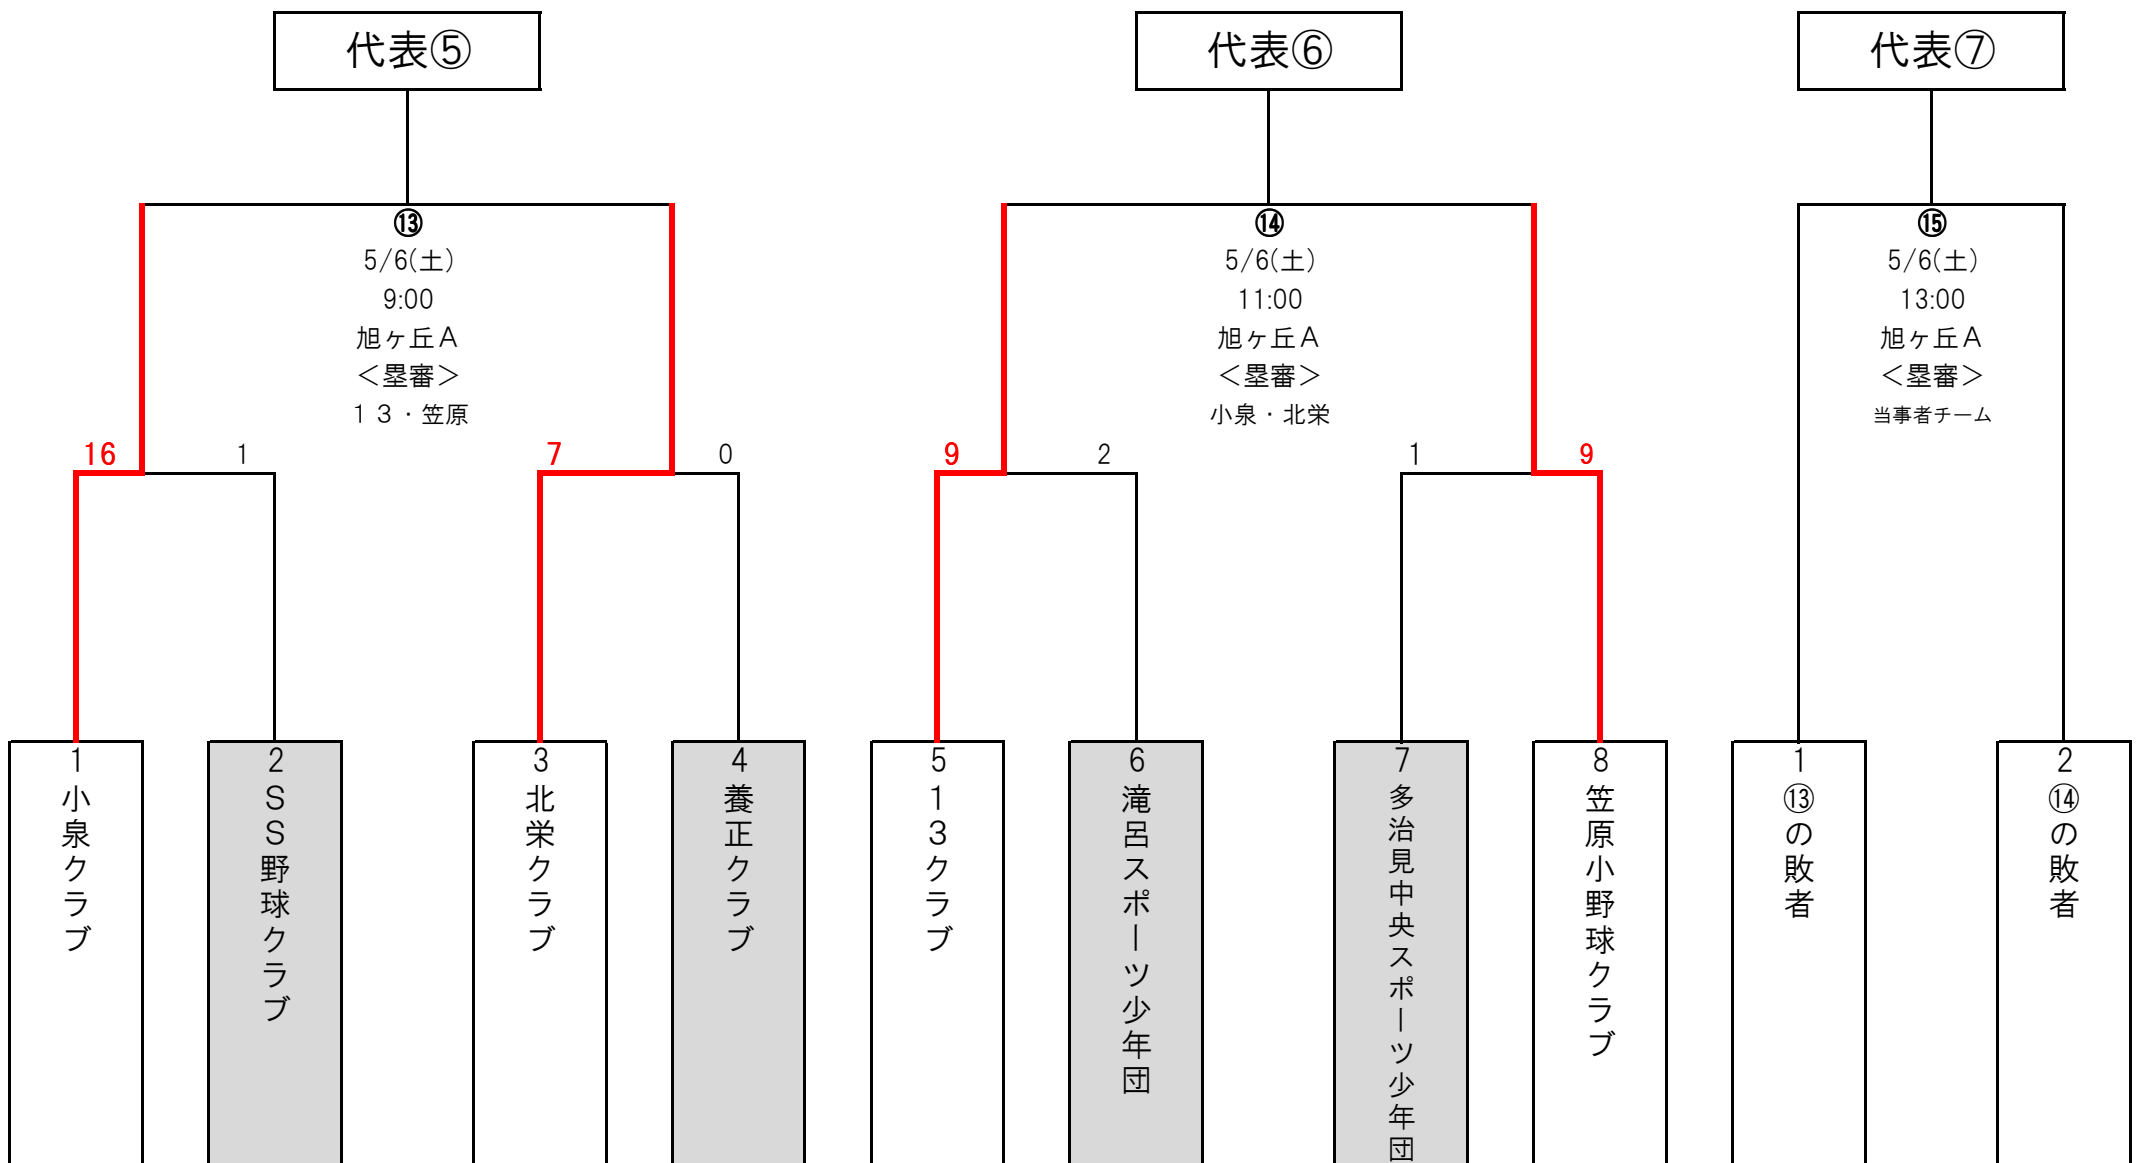 代表⑤
代表⑥
代表⑦
⑬
5/6(土)
9:00
旭ヶ丘A
＜塁審＞
１３・笠原
⑭
5/6(土)
11:00
旭ヶ丘A
＜塁審＞
小泉・北栄
⑮
5/6(土)
13:00
旭ヶ丘A
＜塁審＞
当事者チーム
16
1
7
0
9
2
1
9
1
小泉クラブ
2
ＳＳ野球クラブ
3
北栄クラブ
4
養正クラブ
5
13クラブ
6
滝呂スポーツ少年団
7
多治見中央スポーツ少年団
8
笠原小野球クラブ
1
⑬の敗者
2
⑭の敗者